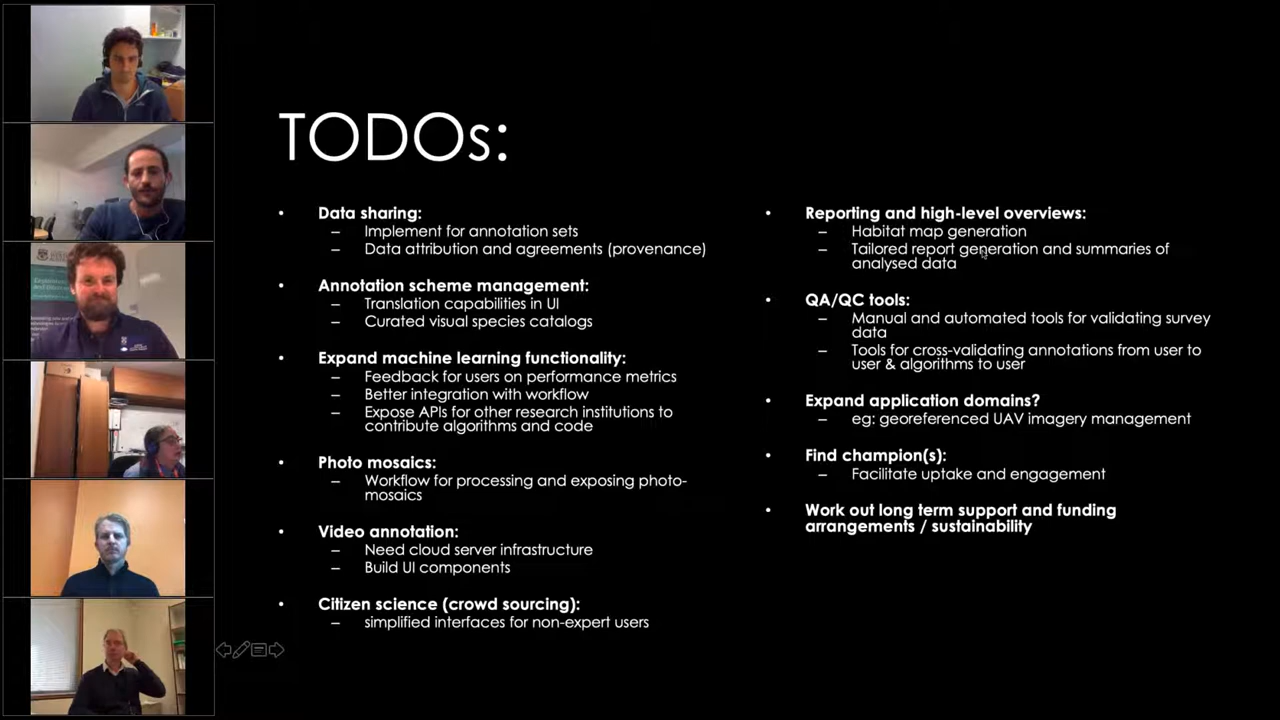 TODOs:
• Data sharing:
– Implement for annotation sets
– Data attribution and agreements (provenance)
• Annotation scheme management:
– Translation capabilities in UI
– Curated visual species catalogs
• Expand machine learning functionality:
– Feedback for users on performance metrics
– Better integration with workflow
– Expose APIs for other research institutions to
contribute algorithms and code
• Photo mosaics:
– Workflow for processing and exposing photo-
mosaics
• Video annotation:
– Need cloud server infrastructure
– Build UI components
• Citizen science (crowd sourcing):
– simplified interfaces for non-expert users
• Reporting and high-level overviews:
– Habitat map generation
– Tailored report generation and summaries of
analysed data
• QA/QC tools:
– Manual and automated tools for validating survey
data
– Tools for cross-validating annotations from user to
user & algorithms to user
• Expand application domains?
– eg: georeferenced UAV imagery management
• Find champion(s):
– Facilitate uptake and engagement
• Work out long term support and funding
arrangements / sustainability